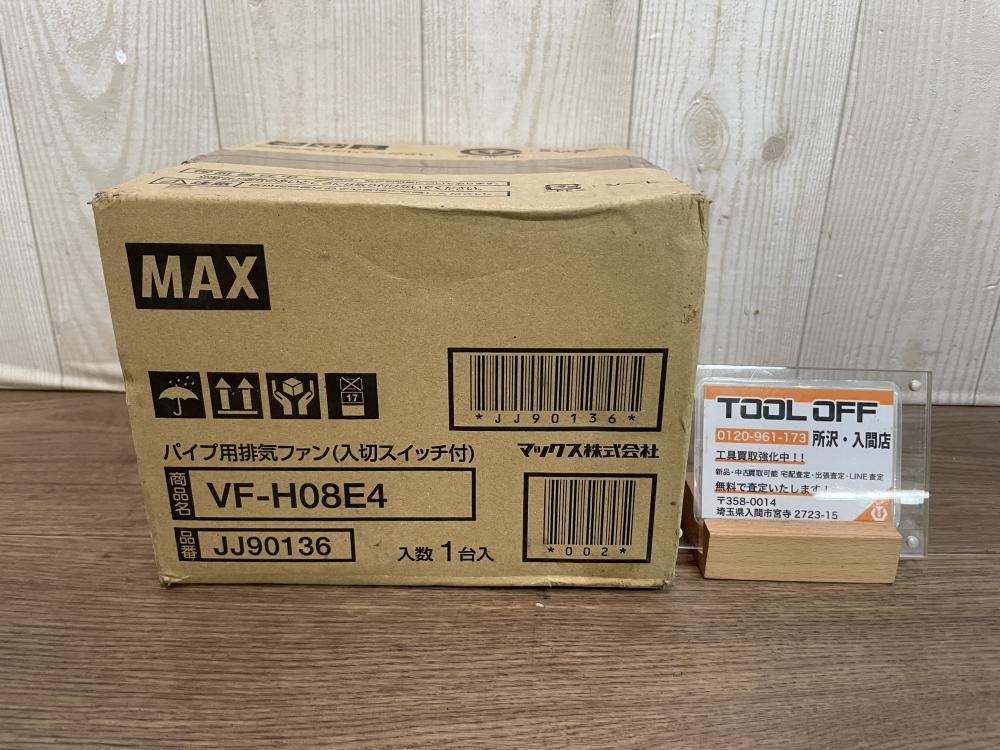 MAX
17
*JJ90136*
パイプ用排気ファン(入切スイッチ付)
マックス株式会社
商品名 VF-H08E4
品番 JJ90136
入数 1 台入
*002*
TOOL OFF
0120-961-173 所沢・入間店
工具買取強化中!!
新品・中古買取可能 宅配査定・出張査定・LINE査定
無料で査定いたします!
〒358-0014
埼玉県入間市宮寺 2723-15